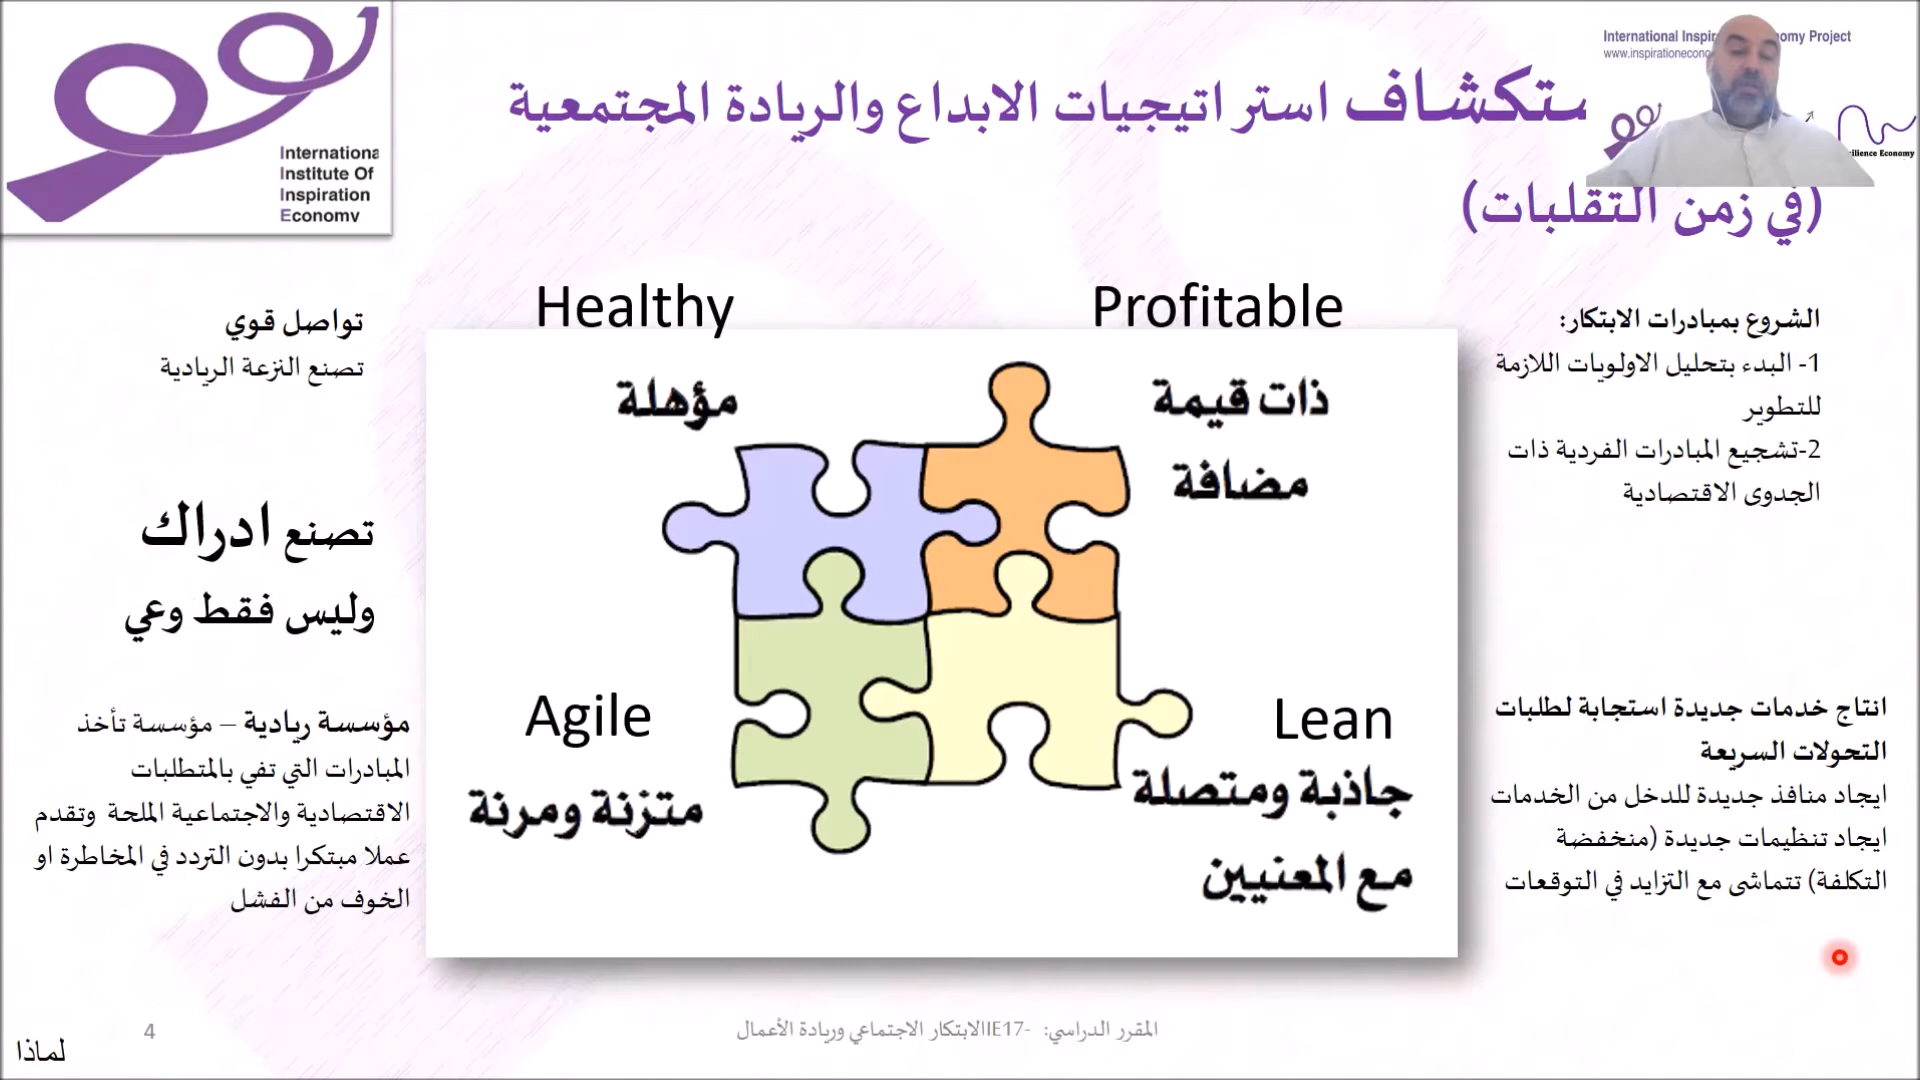 International
Institute Of
Inspiration
Economy
International Inspir omy Project
www.inspirationecono
ilience Economy
ستكشاف استراتيجيات الابداع والريادة المجتمعية
(في زمن التقلبات)
Healthy
Profitable
الشروع بمبادرات الابتكار:
1- البدء بتحليل الاولويات اللازمة
للتطوير
2-تشجيع المبادرات الفردية ذات
الجدوى الاقتصادية
ذات قيمة
مضافة
مؤهلة
تواصل قوي
تصنع النزعة الريادية
تصنع ادراك
وليس فقط وعي
Agile
متزنة ومرنة
Lean
جاذبة ومتصلة
مع المعنيين
انتاج خدمات جديدة استجابة لطلبات
التحولات السريعة
ايجاد منافذ جديدة للدخل من الخدمات
ايجاد تنظيمات جديدة (منخفضة
التكلفة) تتماشى مع التزايد في التوقعات
مؤسسة ريادية – مؤسسة تأخذ
المبادرات التي تفي بالمتطلبات
الاقتصادية والاجتماعية الملحة وتقدم
عملا مبتكرا بدون التردد في المخاطرة او
الخوف من الفشل
المقرر الدراسي: -IE17الابتكار الاجتماعي وريادة الأعمال
4
لماذا